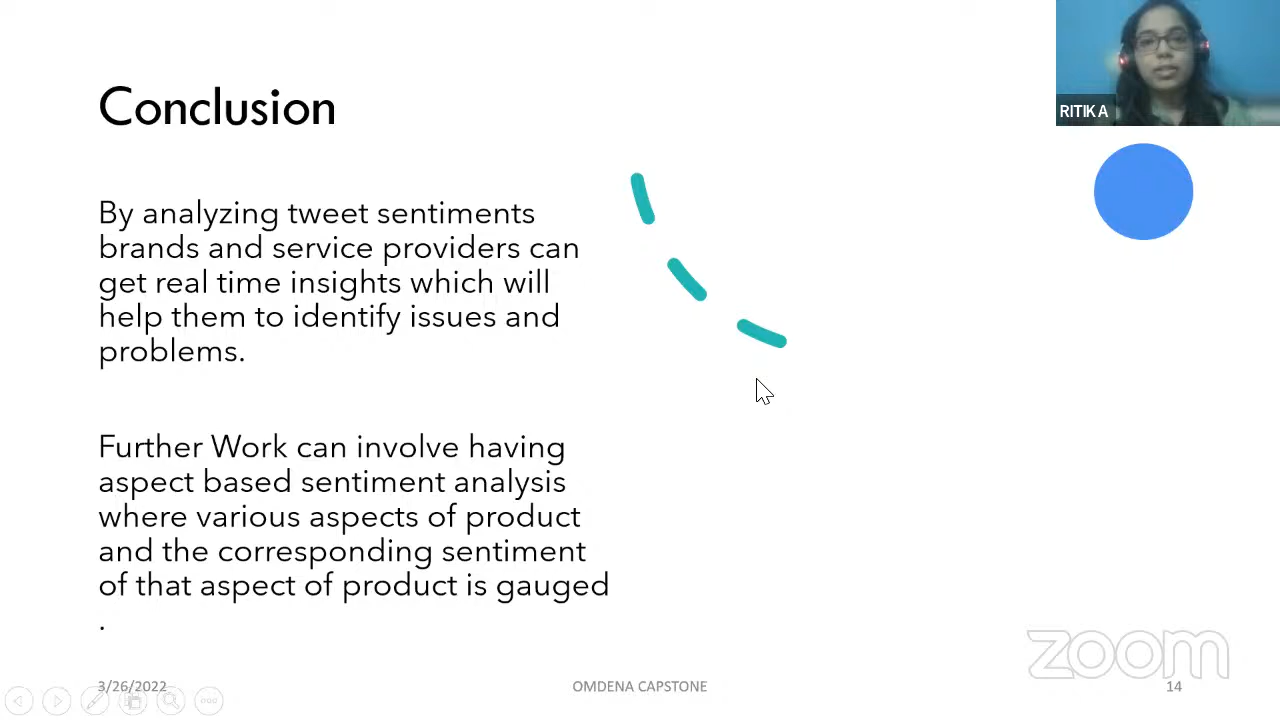 Conclusion
RITIKA
By analyzing tweet sentiments
brands and service providers can
get real time insights which will
help them to identify issues and
problems.
Further Work can involve having
aspect based sentiment analysis
where various aspects of product
and the corresponding sentiment
of that aspect of product is gauged
.
zoom
3/26/2022
OMDENA CAPSTONE
14